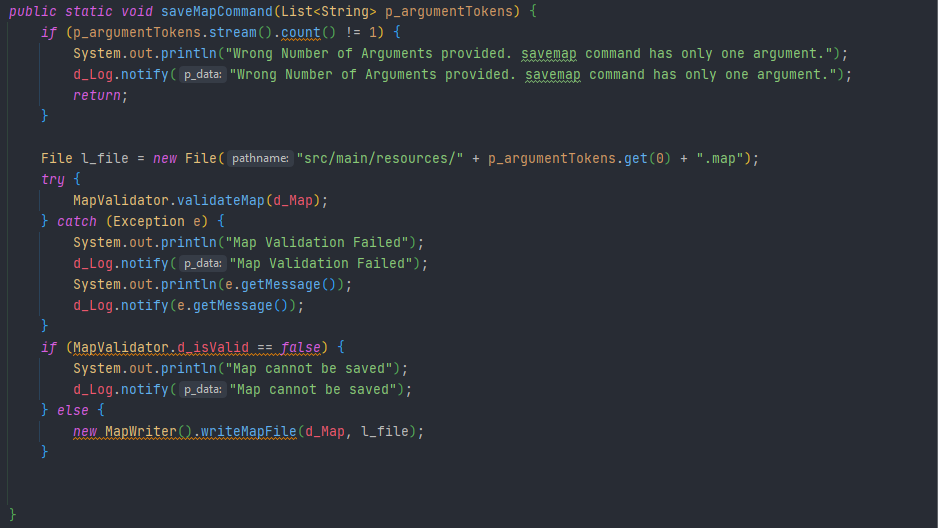 public static void saveMapCommand(List<String> p_argumentTokens) {
    if (p_argumentTokens.stream().count() != 1) {
        System.out.println("Wrong Number of Arguments provided. savemap command has only one argument.");
        d_Log.notify( p_data: "Wrong Number of Arguments provided. savemap command has only one argument.");
        return;
    }
    File l_file = new File( pathname: "src/main/resources/" + p_argumentTokens.get(0) + ".map");
    try {
        MapValidator.validateMap(d_Map);
    } catch (Exception e) {
        System.out.println("Map Validation Failed");
        d_Log.notify( p_data: "Map Validation Failed");
        System.out.println(e.getMessage());
        d_Log.notify(e.getMessage());
    }
    if (MapValidator.d_isValid == false) {
        System.out.println("Map cannot be saved");
        d_Log.notify( p_data: "Map cannot be saved");
    } else {
        new MapWriter().writeMapFile(d_Map, l_file);
    }
}